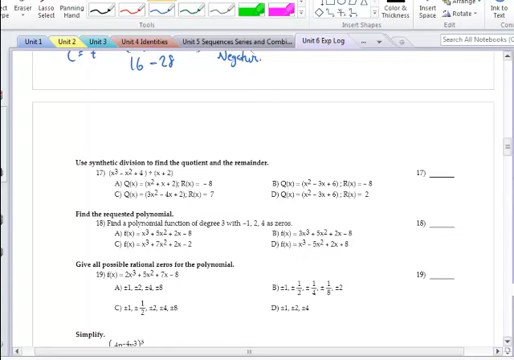 Lasso
Select
Panning
Hand
Color &
Thickness
Insert
Space
Arrange
Rotate
Ink to
Text
Tools
Insert Shapes
Unit 1
Unit 2
Unit 3
Unit 4 Identities
Unit 5 Sequences Series and Combi...
Unit 6 Exp Log
...
Search All Notebooks (Ct
16 - 28
Negativ.
Use synthetic division to find the quotient and the remainder.
17) (x³ - x² + 4) ÷ (x + 2)
17)
A) Q(x) = (x² + x + 2); R(x) = - 8
B) Q(x) = (x² - 3x + 6); R(x) = - 8
C) Q(x) = (3x² - 4x + 2); R(x) = 7
D) Q(x) = (x² - 3x + 6); R(x) = 2
Find the requested polynomial.
18) Find a polynomial function of degree 3 with -1, 2, 4 as zeros.
18)
A) f(x) = x³ + 5x² + 2x - 8
B) f(x) = 3x³ + 5x² + 2x - 8
C) f(x) = x³ + 7x² + 2x - 2
D) f(x) = x³ - 5x² + 2x + 8
Give all possible rational zeros for the polynomial.
19) f(x) = 2x³ + 5x² + 7x - 8
19)
A) ±1, ±2, ±4, ±8
B) ±1, ±1/2, ±1/4, ±1/8, ±2
C) ±1, ±1/2, ±2, ±4, ±8
D) ±1, ±2, ±4
Simplify.